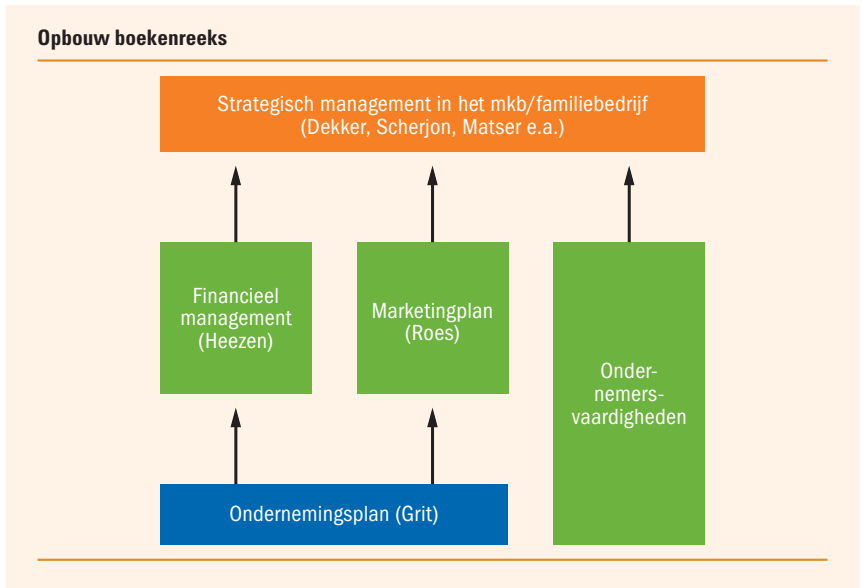 Opbouw boekenreeks
Strategisch management in het mkb/familiebedrijf
(Dekker, Scherjon, Matser e.a.)
Financieel
management
(Heezen)
Marketingplan
(Roes)
Onder-
nemers-
vaardigheden
Ondernemingsplan (Grit)